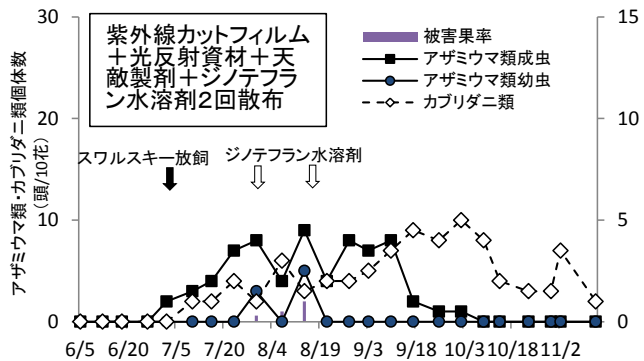 30
20
10
0
アザミウマ類・カブリダニ類個体数
(頭/10花)
紫外線カットフィルム
＋光反射資材＋天
敵製剤＋ジノテフラ
ン水溶剤２回散布
被害果率
アザミウマ類成虫
アザミウマ類幼虫
カブリダニ類
スワルスキー放飼
ジノテフラン水溶剤
15
10
5
0
6/5 6/20 7/5 7/20 8/4 8/19 9/3 9/18 10/3 10/18 11/2